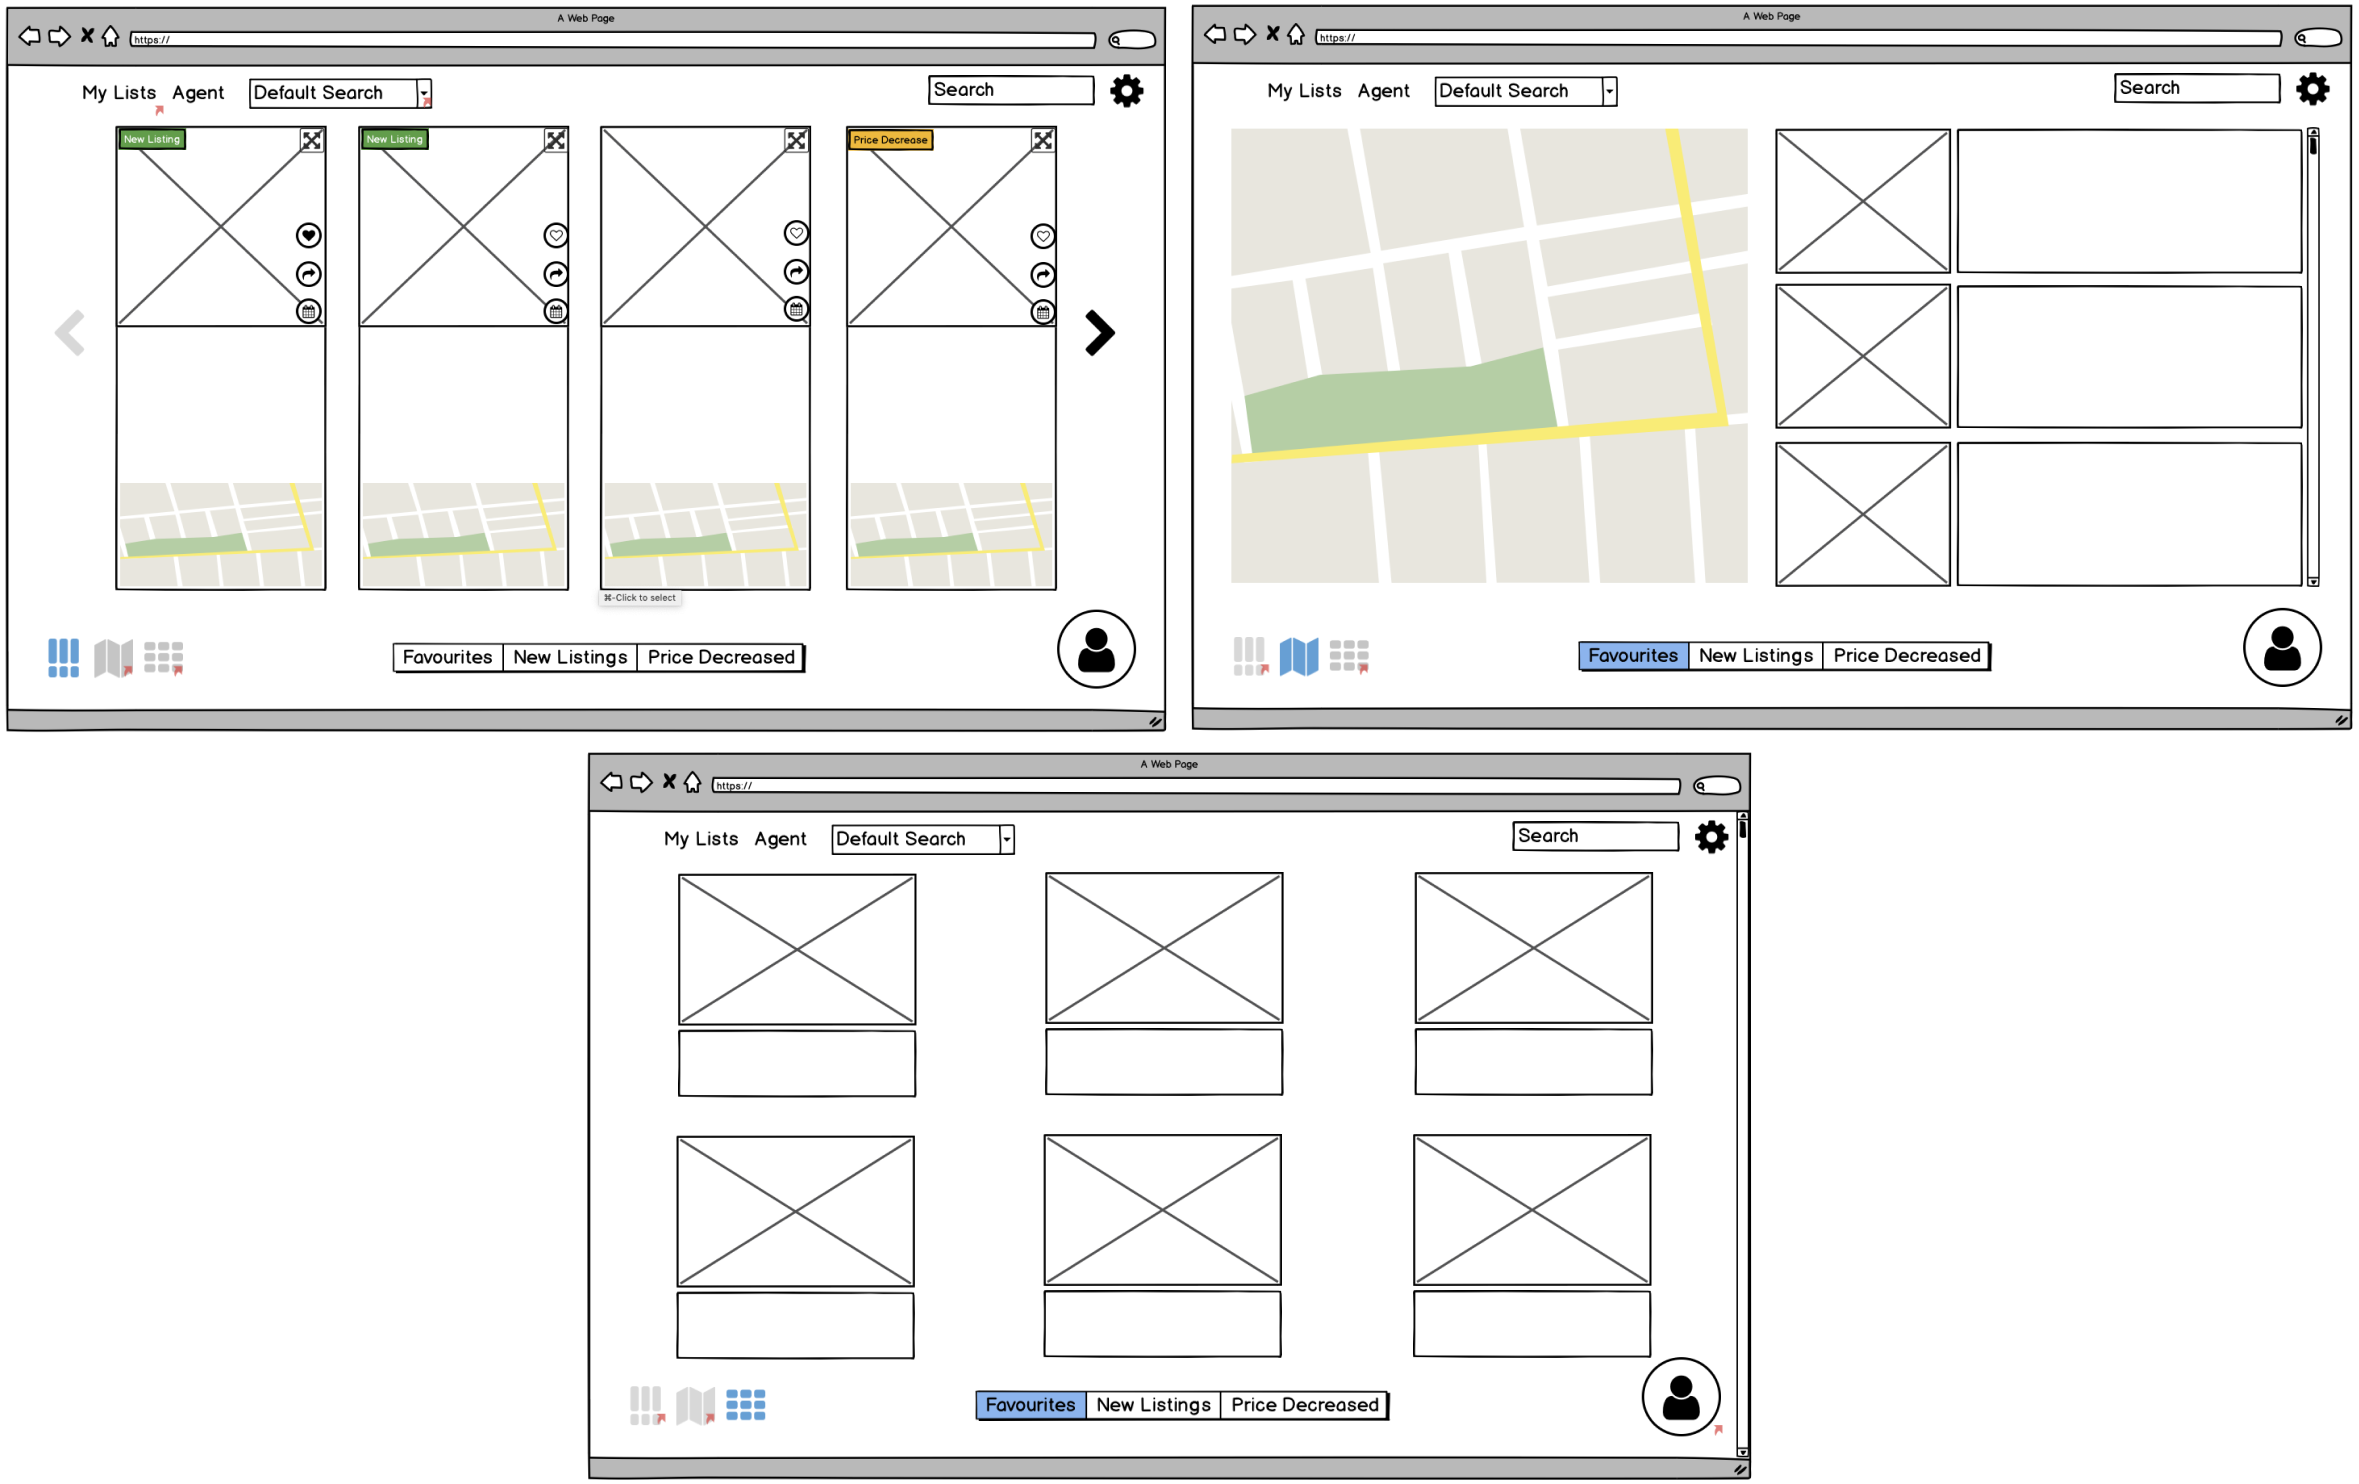 A Web Page
https://
My Lists Agent Default Search Search
New Listing New Listing Price Decrease
⌘-Click to select
Favourites New Listings Price Decreased
A Web Page
https://
My Lists Agent Default Search Search
Favourites New Listings Price Decreased
A Web Page
https://
My Lists Agent Default Search Search
Favourites New Listings Price Decreased